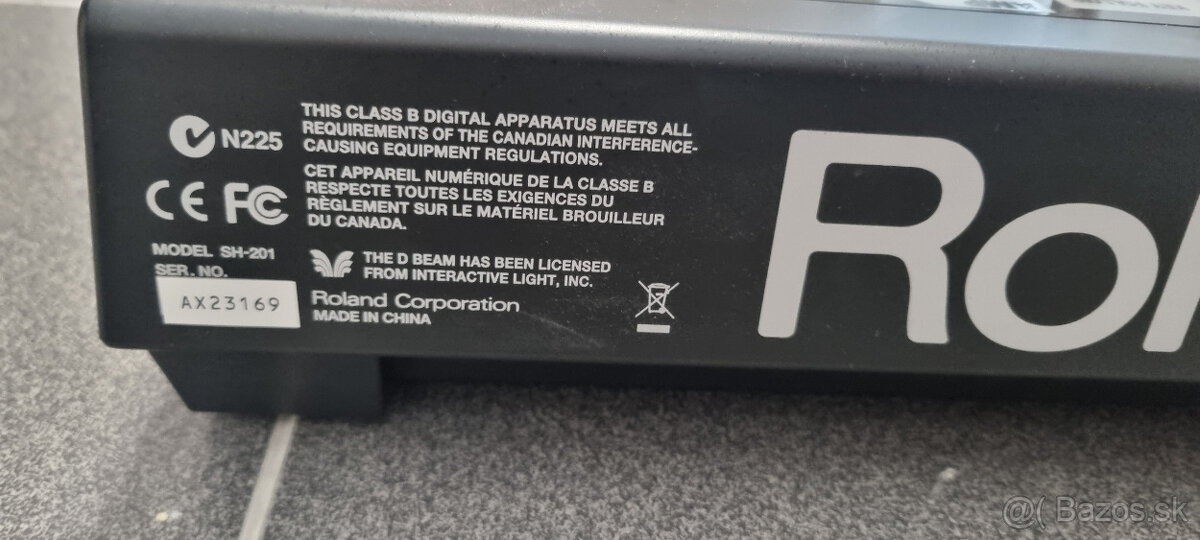 N225
THIS CLASS B DIGITAL APPARATUS MEETS ALL
REQUIREMENTS OF THE CANADIAN INTERFERENCE-
CAUSING EQUIPMENT REGULATIONS.
CET APPAREIL NUMÉRIQUE DE LA CLASSE B
RESPECTE TOUTES LES EXIGENCES DU
RÈGLEMENT SUR LE MATÉRIEL BROUILLEUR
DU CANADA.
CE FC
MODEL SH-201
SER. NO.
AX23169
THE D BEAM HAS BEEN LICENSED
FROM INTERACTIVE LIGHT, INC.
Roland Corporation
MADE IN CHINA
Rol
@( Bazos.sk